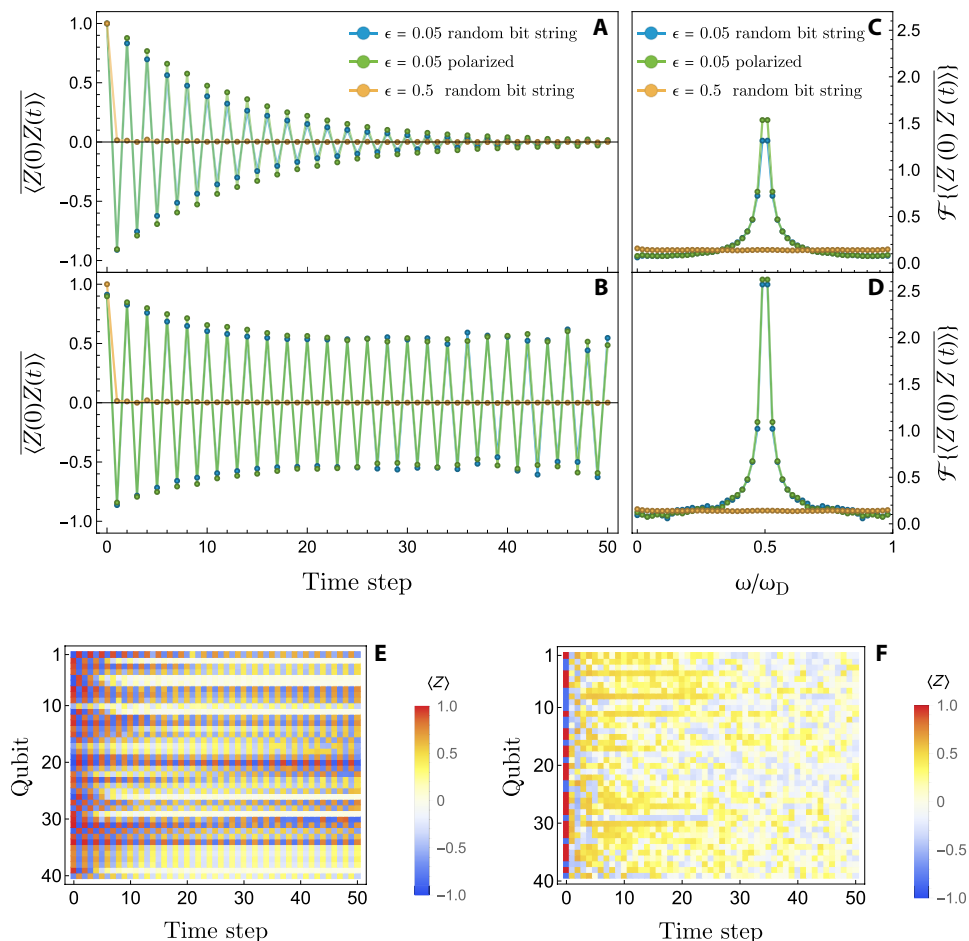 A
ϵ = 0.05 random bit string
ϵ = 0.05 polarized
ϵ = 0.5 random bit string
1.0
0.5
0.0
−0.5
−1.0
⟨Z(0)Z(t)⟩
C
ϵ = 0.05 random bit string
ϵ = 0.05 polarized
ϵ = 0.5 random bit string
2.5
2.0
1.5
1.0
0.5
0.0
ℱ{⟨Z (0) Z (t)⟩}
B
1.0
0.5
0.0
−0.5
−1.0
⟨Z(0)Z(t)⟩
0 10 20 30 40 50
Time step
D
2.5
2.0
1.5
1.0
0.5
0.0
ℱ{⟨Z (0) Z (t)⟩}
0 0.5 1
ω/ω_D
E
1
10
20
30
40
Qubit
0 10 20 30 40 50
Time step
⟨Z⟩
1.0
0.5
0
−0.5
−1.0
F
1
10
20
30
40
Qubit
0 10 20 30 40 50
Time step
⟨Z⟩
1.0
0.5
0
−0.5
−1.0